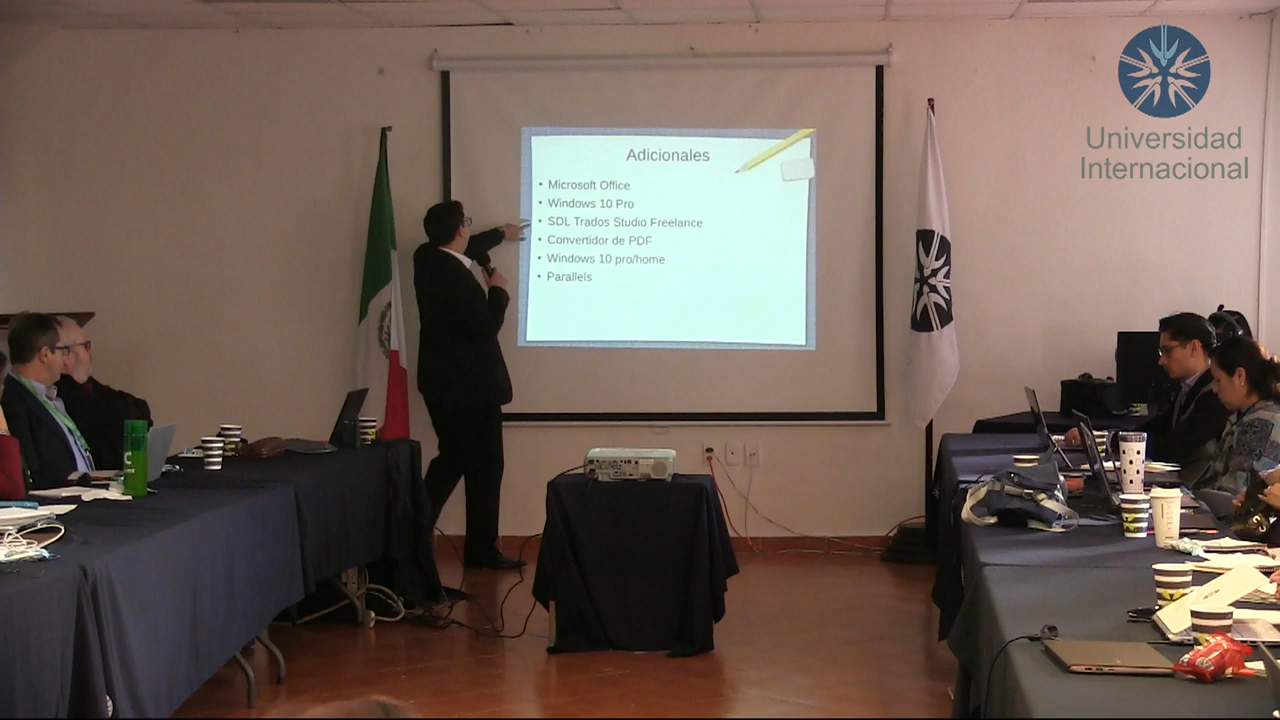 Universidad
Internacional
Adicionales
• Microsoft Office
• Windows 10 Pro
• SDL Trados Studio Freelance
• Convertidor de PDF
• Windows 10 pro/home
• Parallels